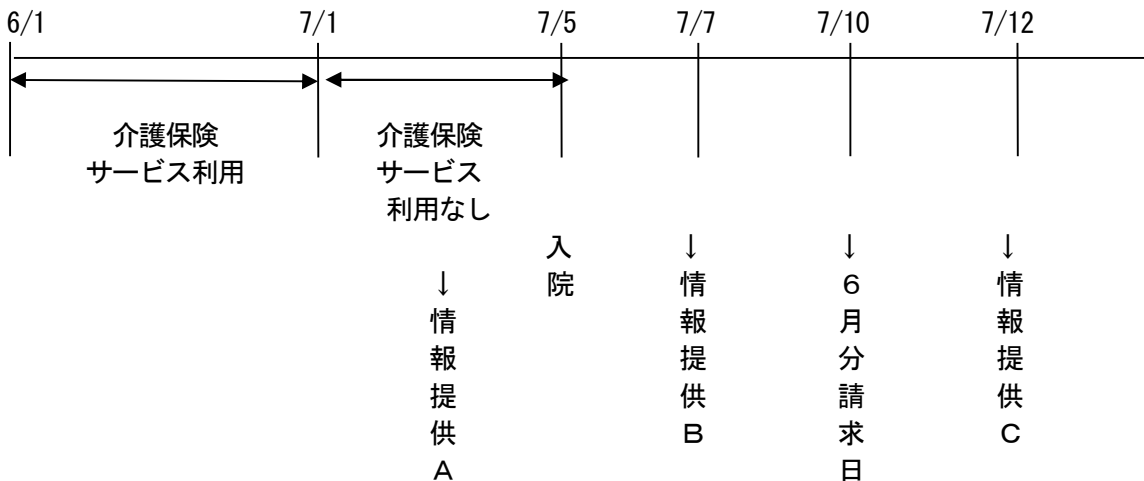 6/1
7/1
7/5
7/7
7/10
7/12
介護保険
サービス利用
介護保険
サービス
利用なし
↓情報提供A
入院
↓情報提供B
↓6月分請求日
↓情報提供C